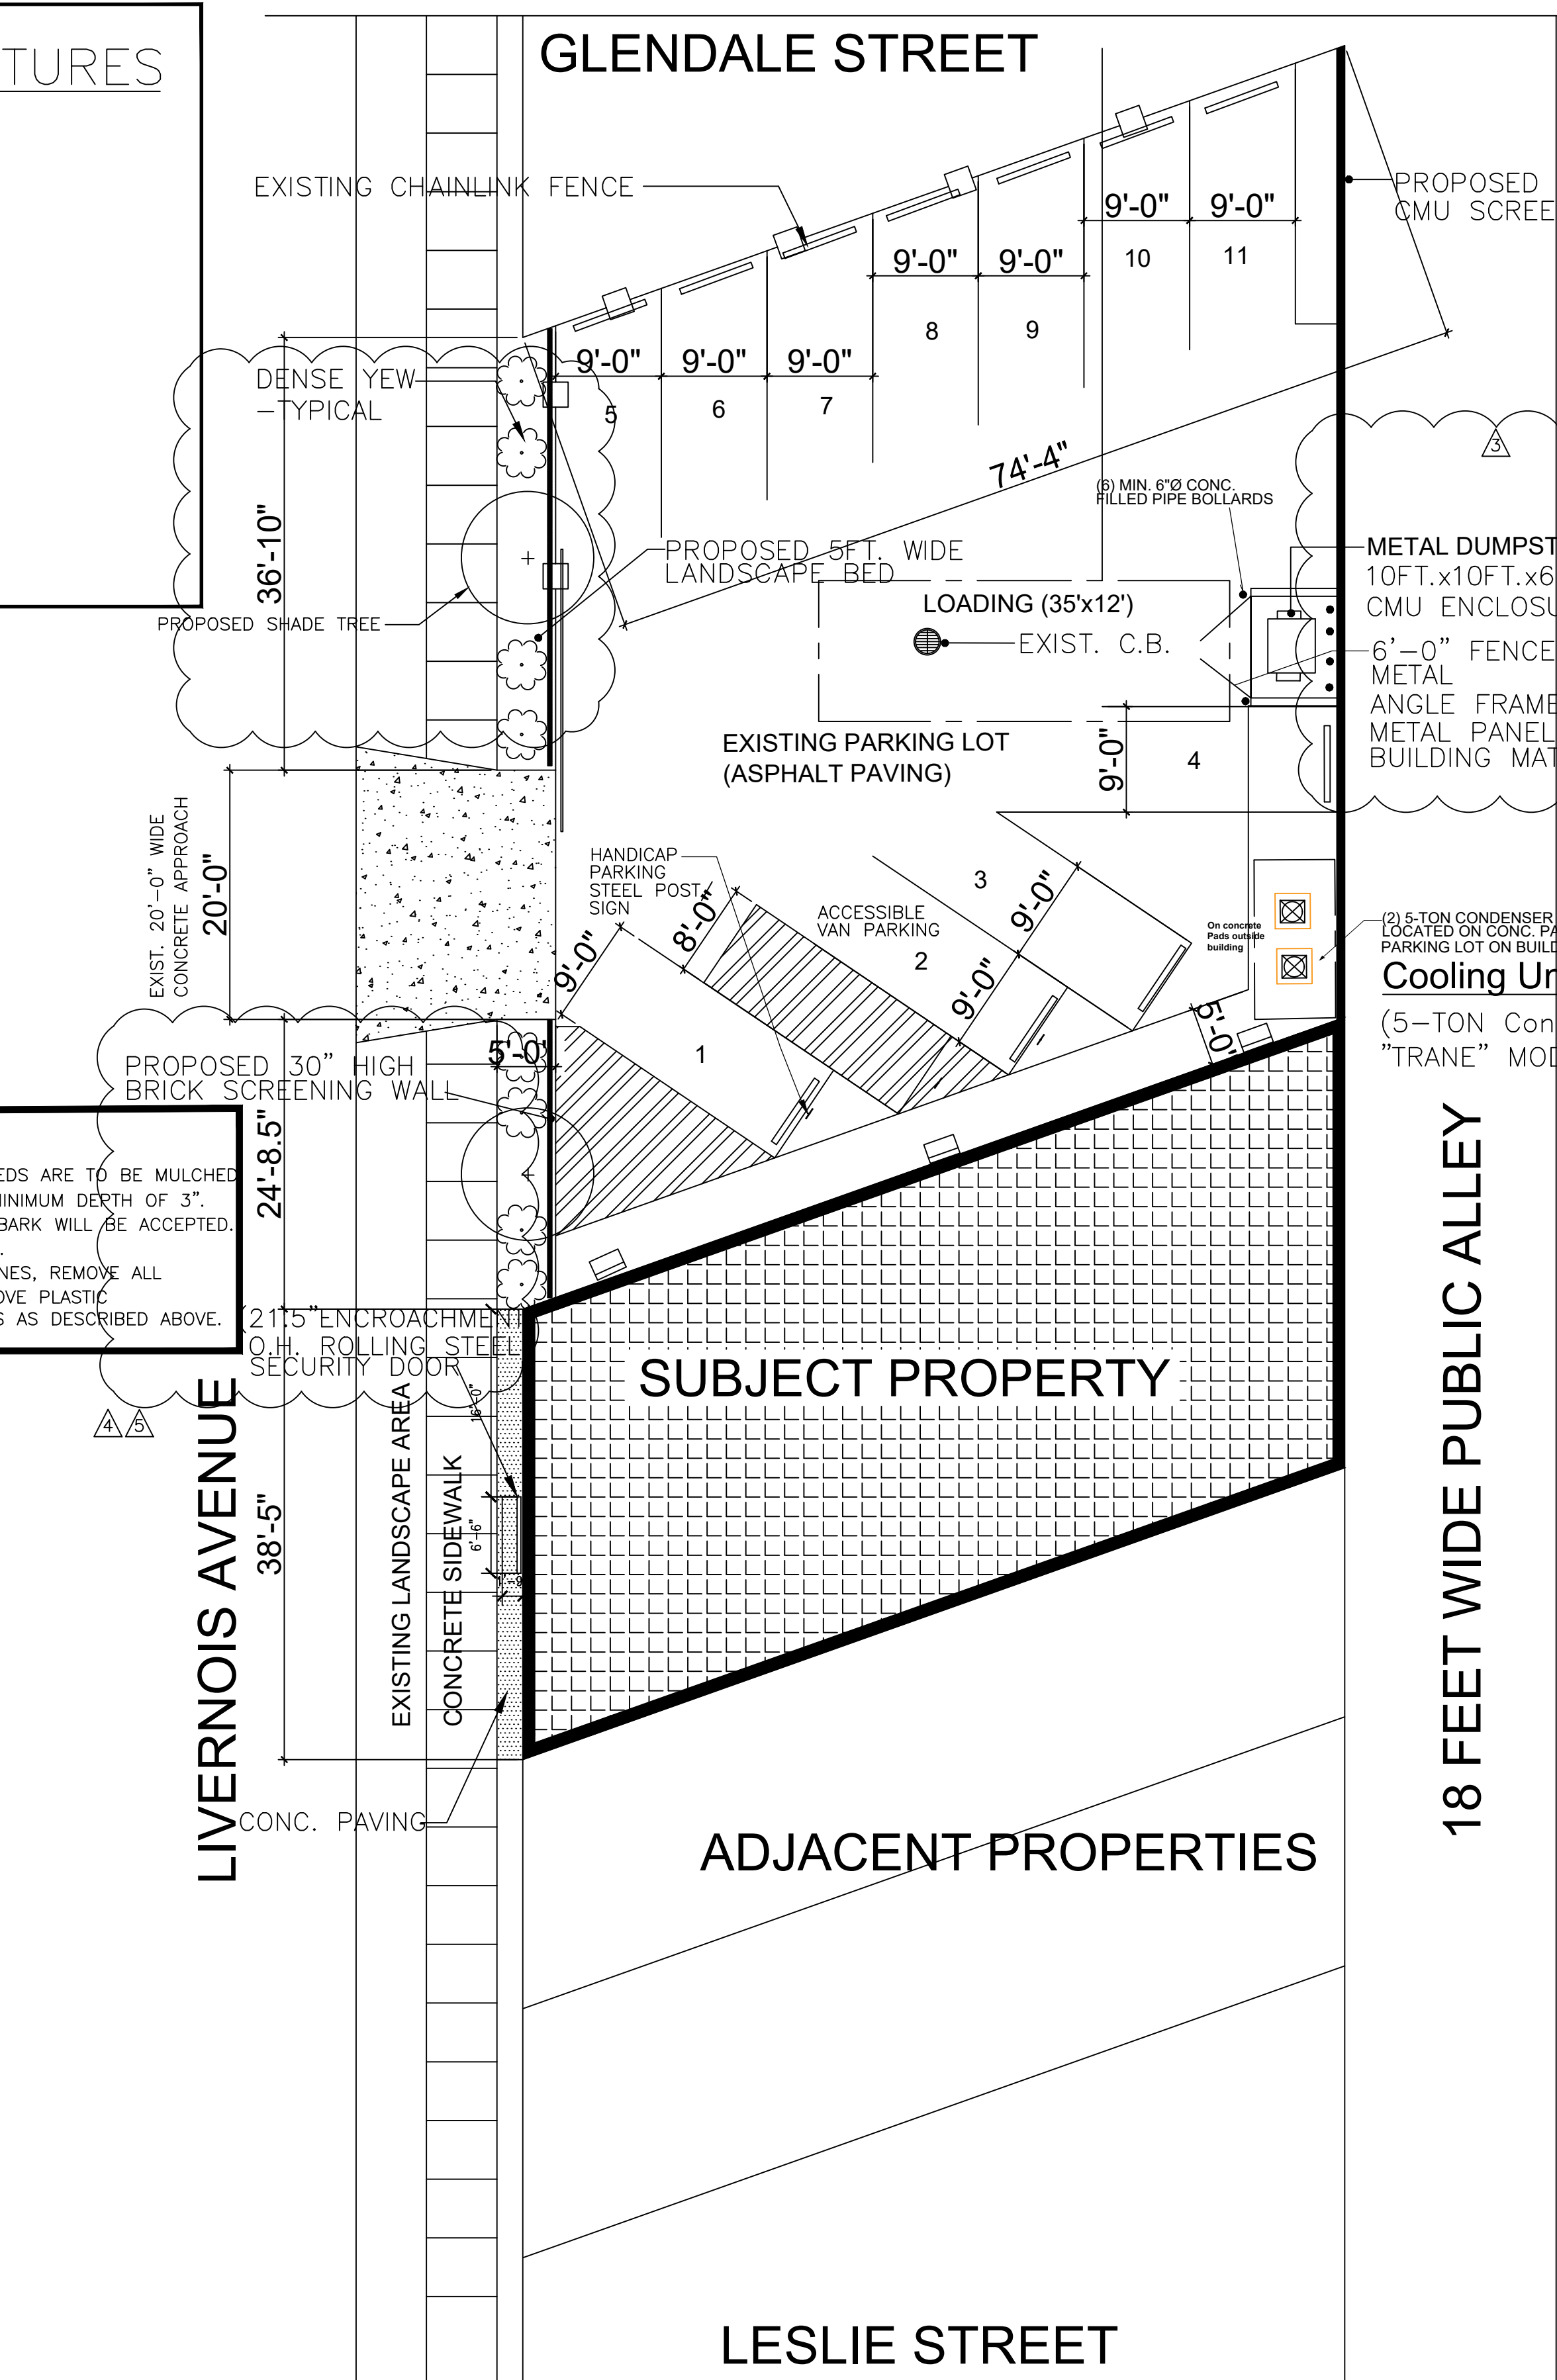 TURES
GLENDALE STREET
EXISTING CHAINLINK FENCE
PROPOSED
CMU SCREE
9'-0"
9'-0"
10
11
9'-0"
9'-0"
8
9
9'-0"
9'-0"
9'-0"
5
6
7
DENSE YEW
-TYPICAL
36'-10"
74'-4"
3
(6) MIN. 6"Ø CONC.
FILLED PIPE BOLLARDS
PROPOSED 5FT. WIDE
LANDSCAPE BED
PROPOSED SHADE TREE
LOADING (35'x12')
EXIST. C.B.
METAL DUMPST
10FT.x10FT.x6
CMU ENCLOSU
6'-0" FENCE
METAL
ANGLE FRAME
METAL PANEL
BUILDING MAT
EXISTING PARKING LOT
(ASPHALT PAVING)
9'-0"
4
EXIST. 20'-0" WIDE
CONCRETE APPROACH
20'-0"
HANDICAP
PARKING
STEEL POST
SIGN
9'-0"
8'-0"
ACCESSIBLE
VAN PARKING
2
3
9'-0"
9'-0"
On concrete
Pads outside
building
(2) 5-TON CONDENSER
LOCATED ON CONC. PA
PARKING LOT ON BUILD
Cooling Un
(5-TON Con
"TRANE" MOD
5'-0"
1
5'-0"
PROPOSED 30" HIGH
BRICK SCREENING WALL
24'-8.5"
EDS ARE TO BE MULCHED
MINIMUM DEPTH OF 3".
BARK WILL BE ACCEPTED.
NES, REMOVE ALL
OVE PLASTIC
S AS DESCRIBED ABOVE.
21.5" ENCROACHMENT
O.H. ROLLING STEEL
SECURITY DOOR
4
5
SUBJECT PROPERTY
16'-0"
6'-6"
38'-5"
LIVERNOIS AVENUE
EXISTING LANDSCAPE AREA
CONCRETE SIDEWALK
18 FEET WIDE PUBLIC ALLEY
CONC. PAVING
ADJACENT PROPERTIES
LESLIE STREET